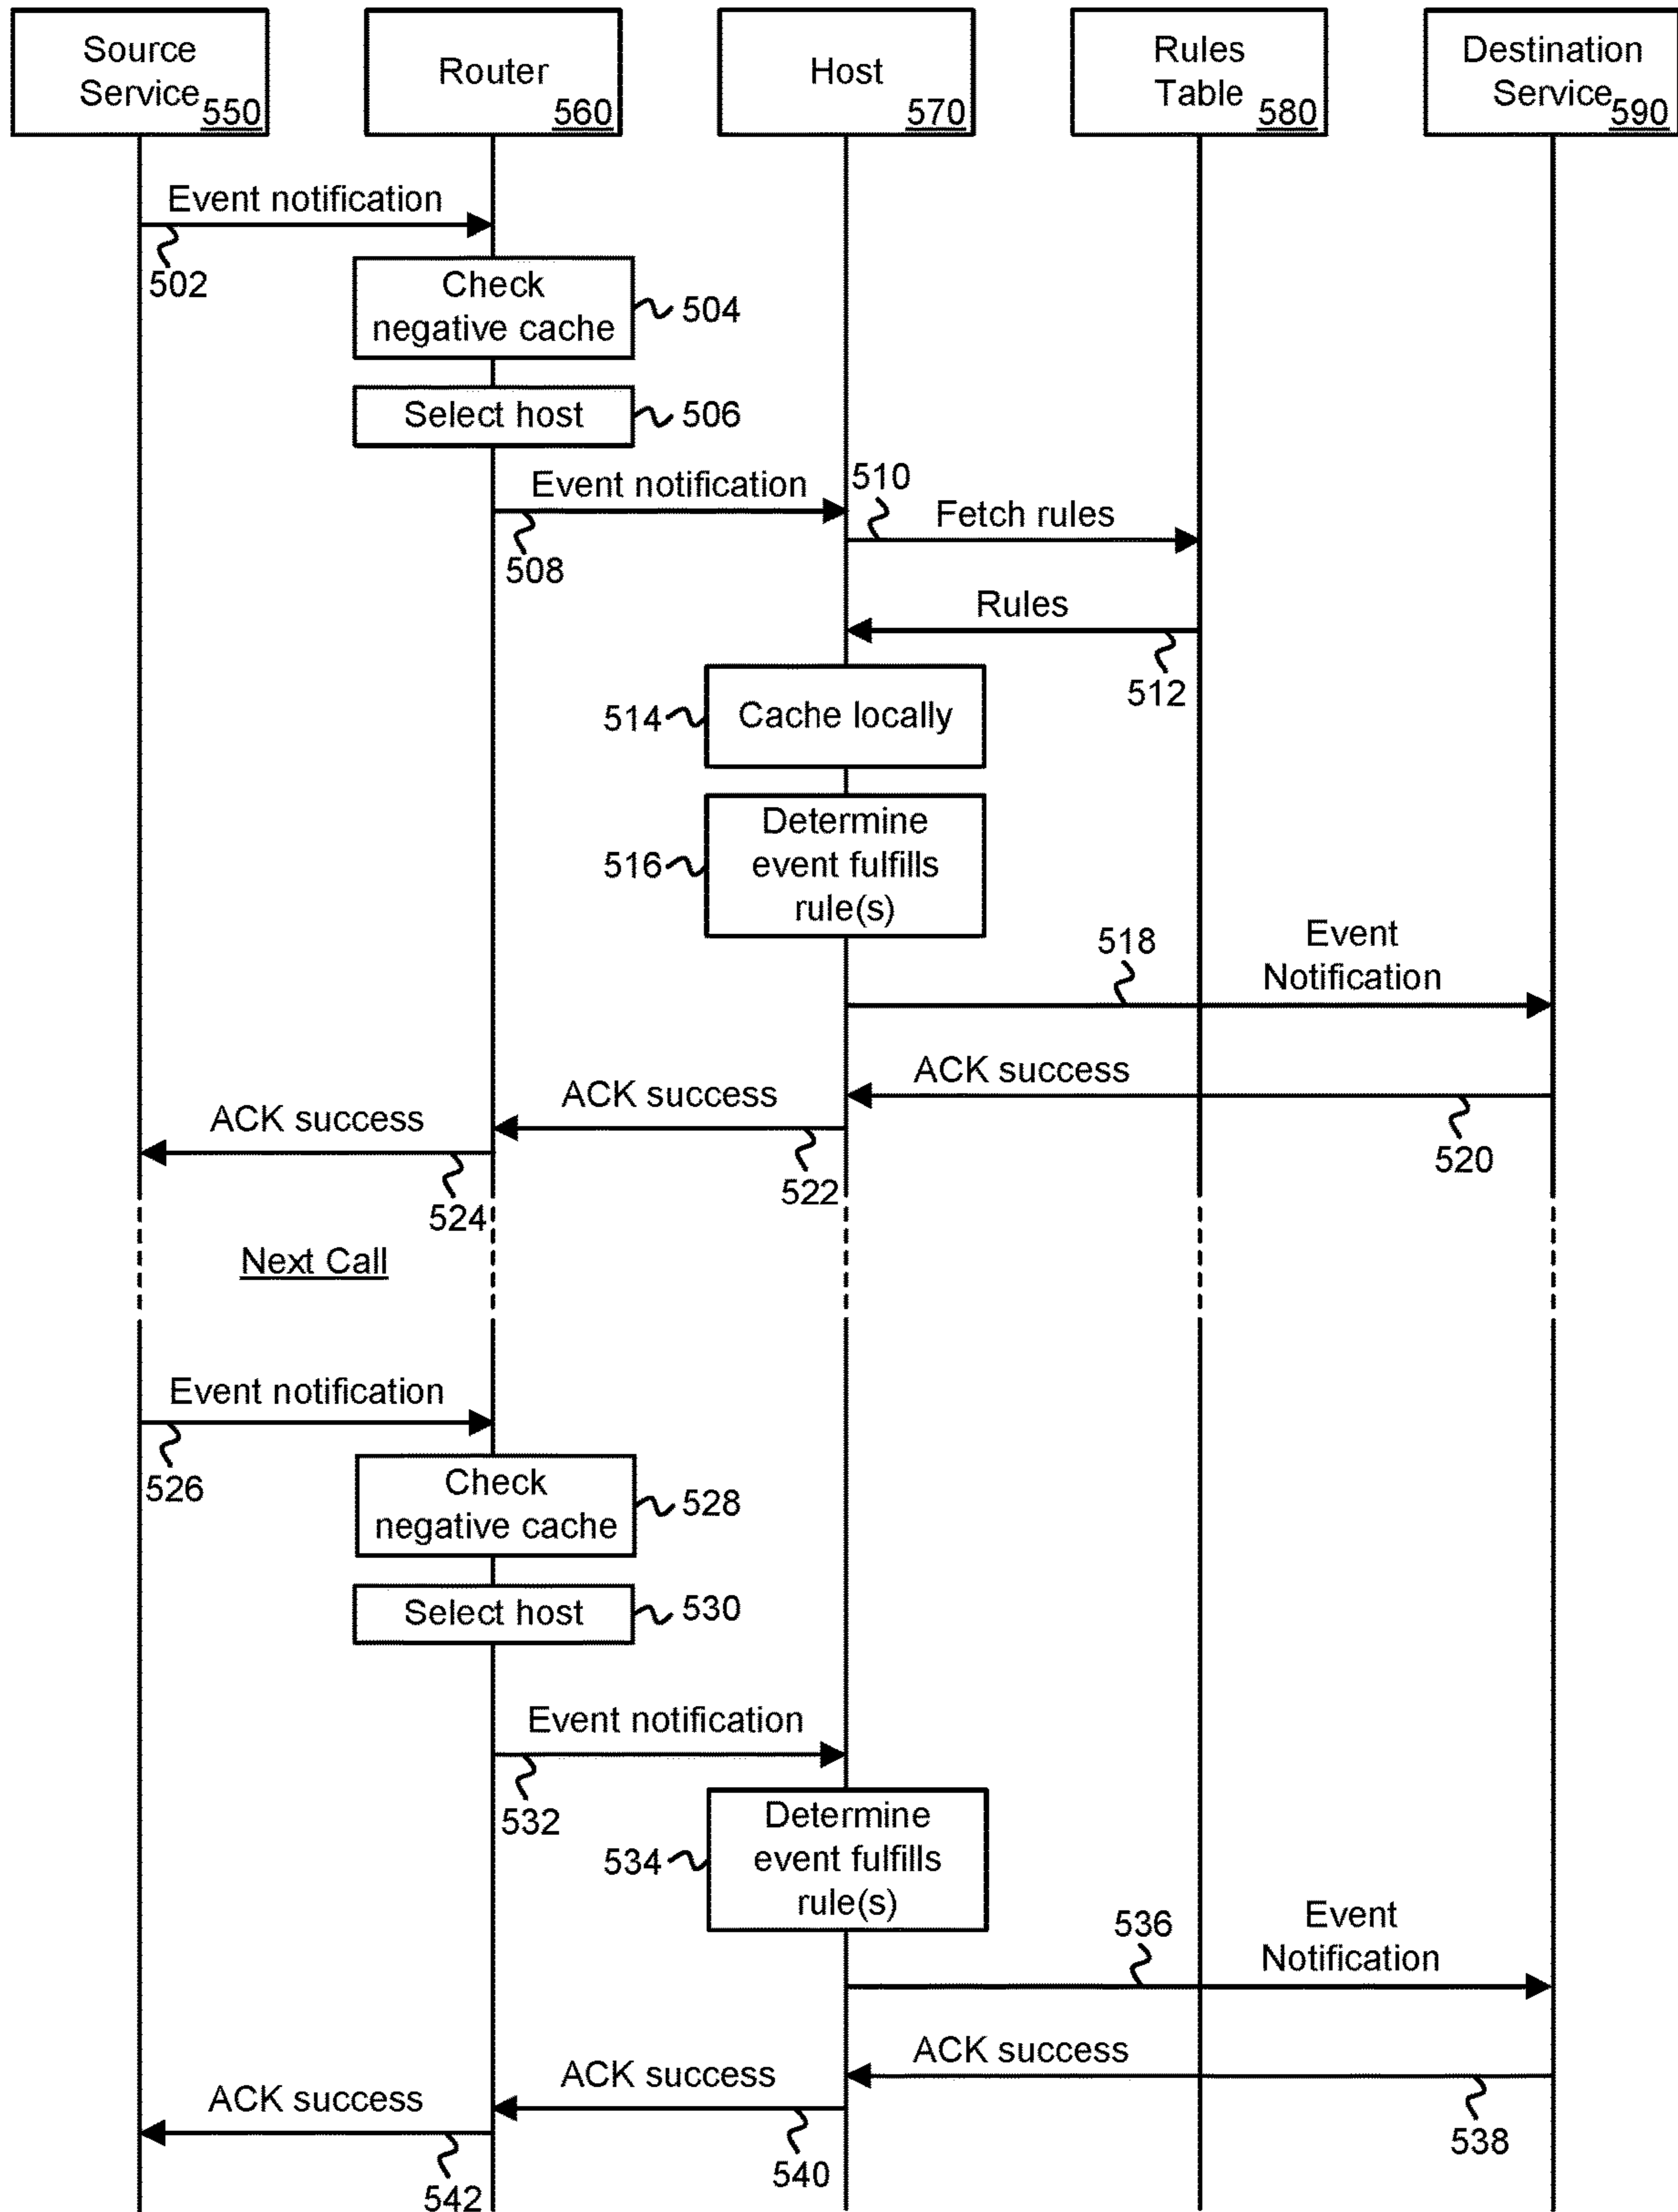 Source
Service 550
Router 560
Host 570
Rules
Table 580
Destination
Service 590
Event notification
502
Check
negative cache
504
Select host
506
Event notification
508
510
Fetch rules
Rules
512
Cache locally
514
Determine
event fulfills
rule(s)
516
518
Event
Notification
ACK success
520
ACK success
522
ACK success
524
Next Call
Event notification
526
Check
negative cache
528
Select host
530
Event notification
532
Determine
event fulfills
rule(s)
534
536
Event
Notification
ACK success
538
ACK success
540
ACK success
542